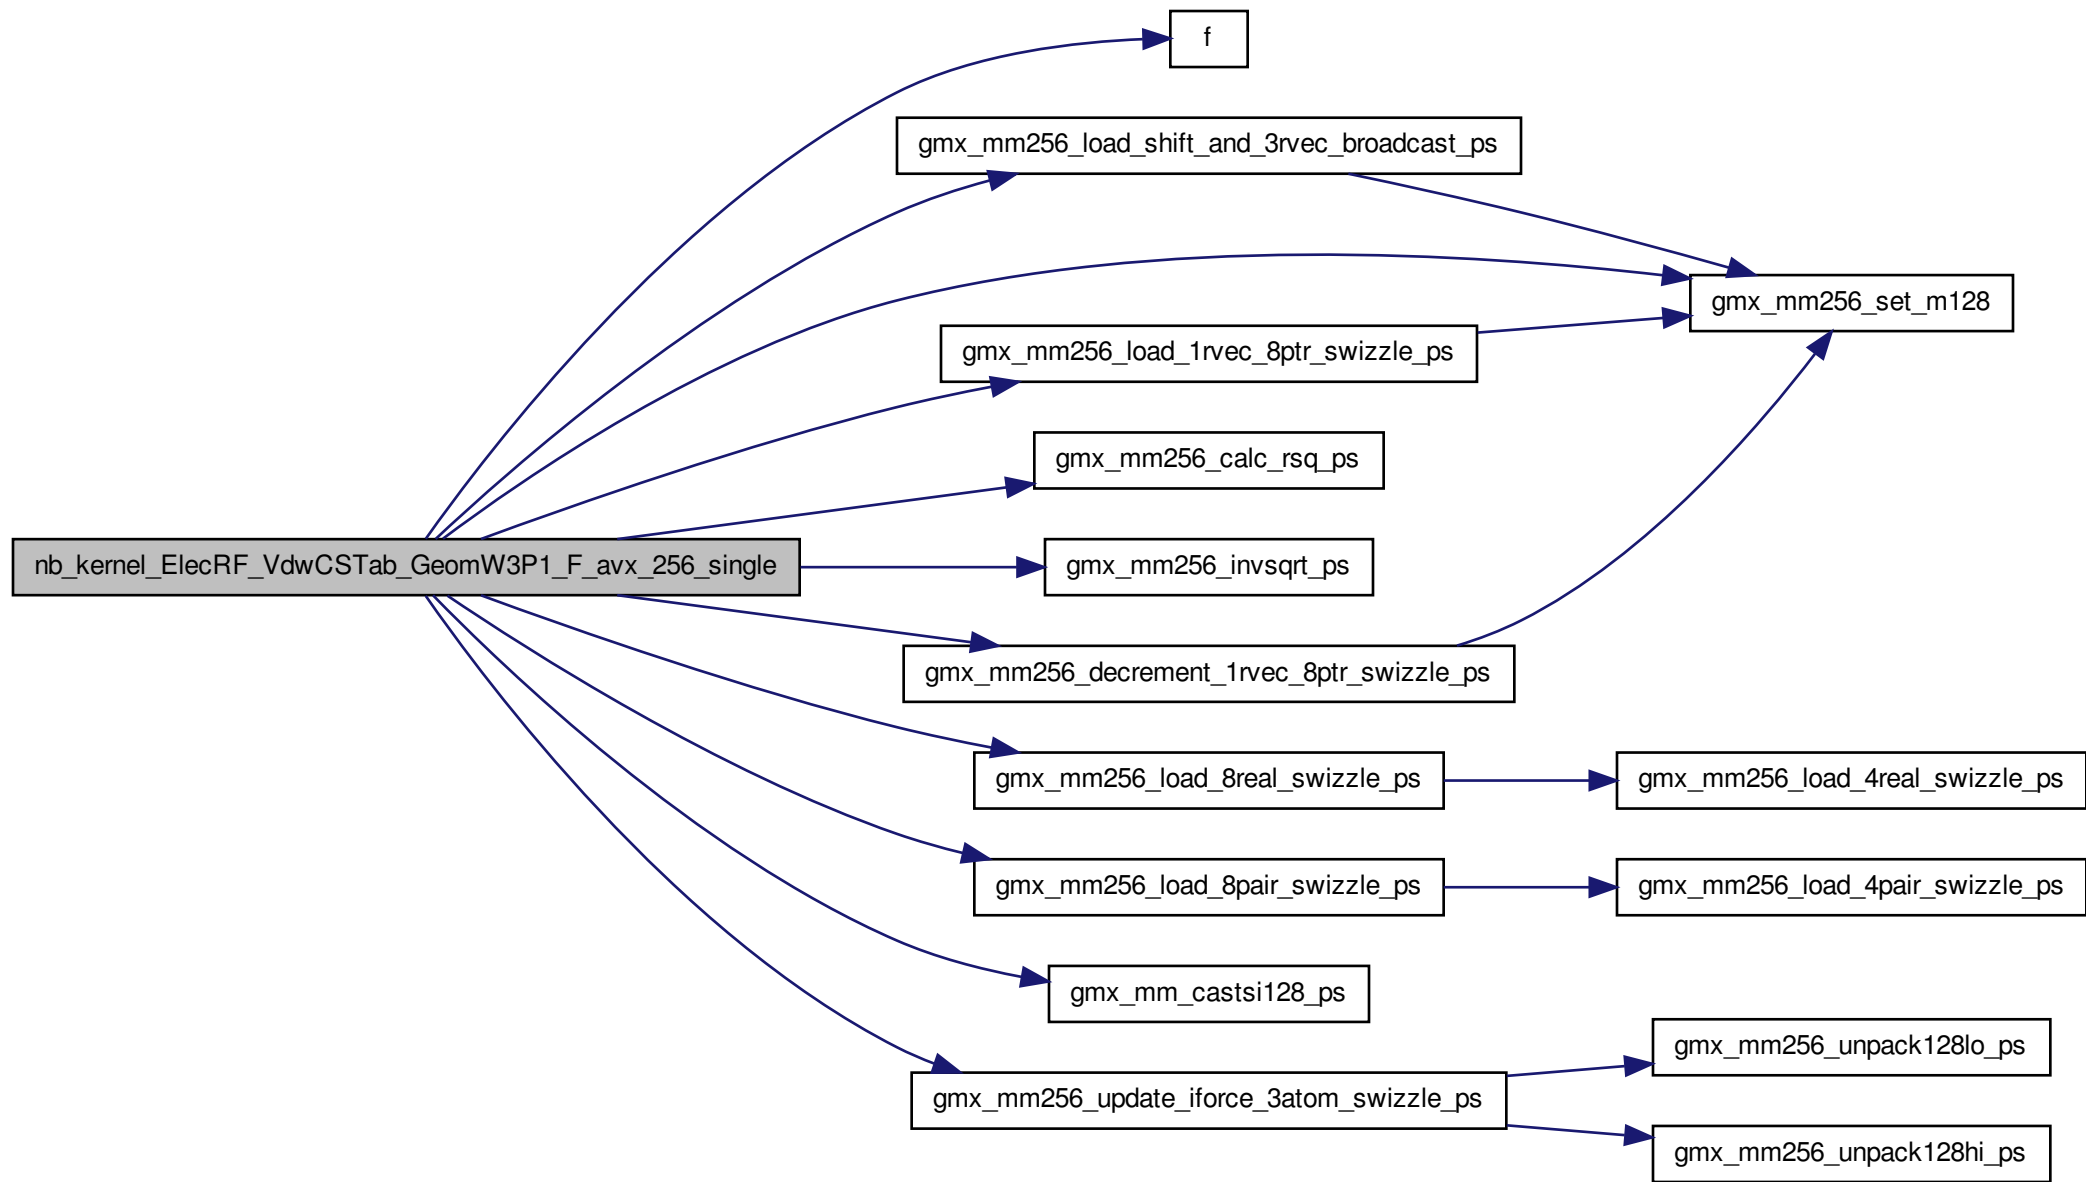 f
gmx_mm256_load_shift_and_3rvec_broadcast_ps
gmx_mm256_set_m128
gmx_mm256_load_1rvec_8ptr_swizzle_ps
gmx_mm256_calc_rsq_ps
nb_kernel_ElecRF_VdwCSTab_GeomW3P1_F_avx_256_single
gmx_mm256_invsqrt_ps
gmx_mm256_decrement_1rvec_8ptr_swizzle_ps
gmx_mm256_load_8real_swizzle_ps
gmx_mm256_load_4real_swizzle_ps
gmx_mm256_load_8pair_swizzle_ps
gmx_mm256_load_4pair_swizzle_ps
gmx_mm_castsi128_ps
gmx_mm256_unpack128lo_ps
gmx_mm256_update_iforce_3atom_swizzle_ps
gmx_mm256_unpack128hi_ps